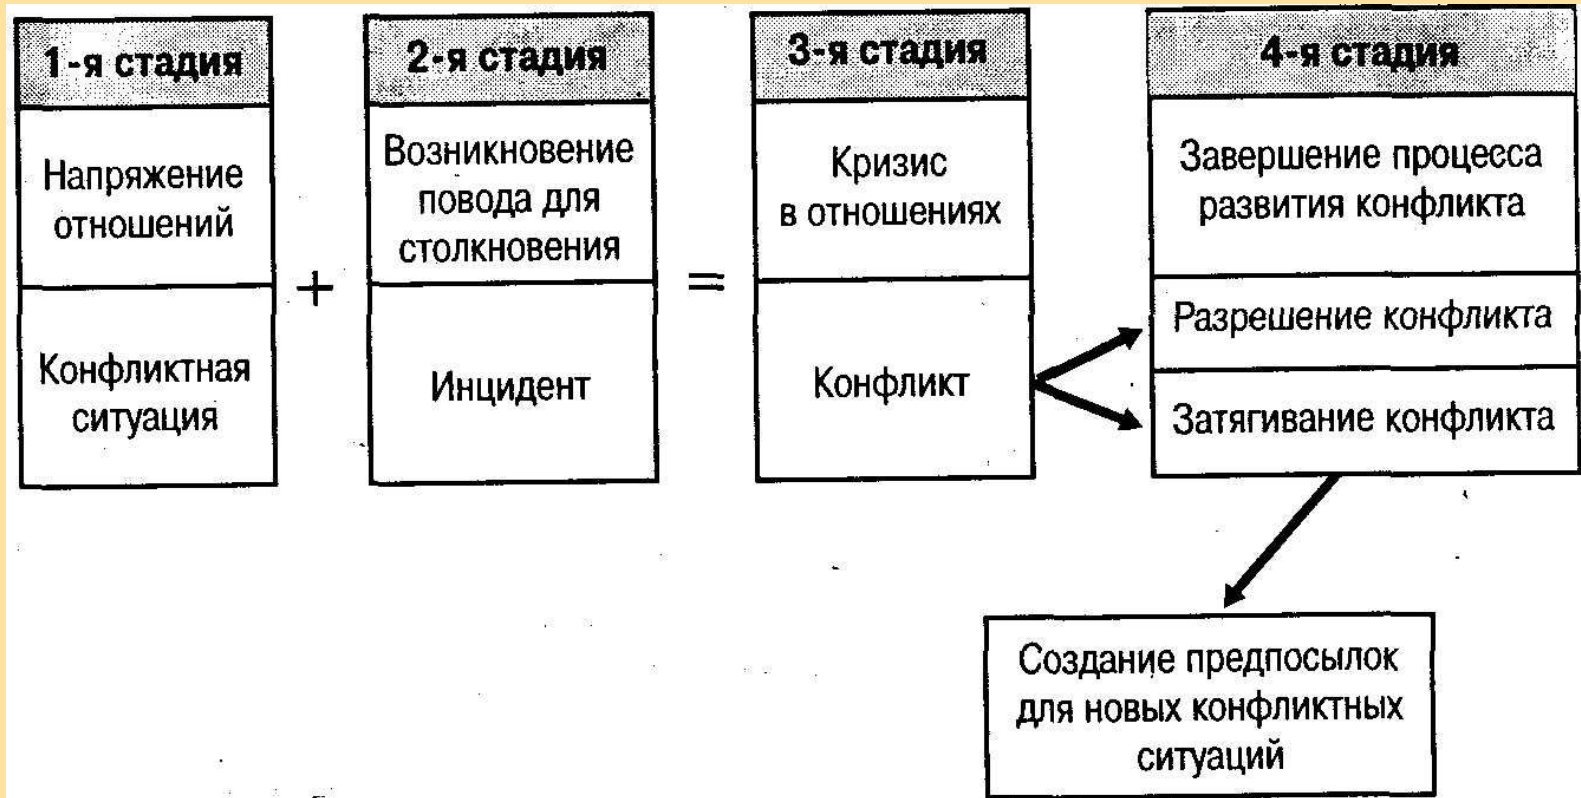 1-я стадия
Напряжение
отношений
Конфликтная
ситуация
+
2-я стадия
Возникновение
повода для
столкновения
Инцидент
=
3-я стадия
Кризис
в отношениях
Конфликт
4-я стадия
Завершение процесса
развития конфликта
Разрешение конфликта
Затягивание конфликта
Создание предпосылок
для новых конфликтных
ситуаций